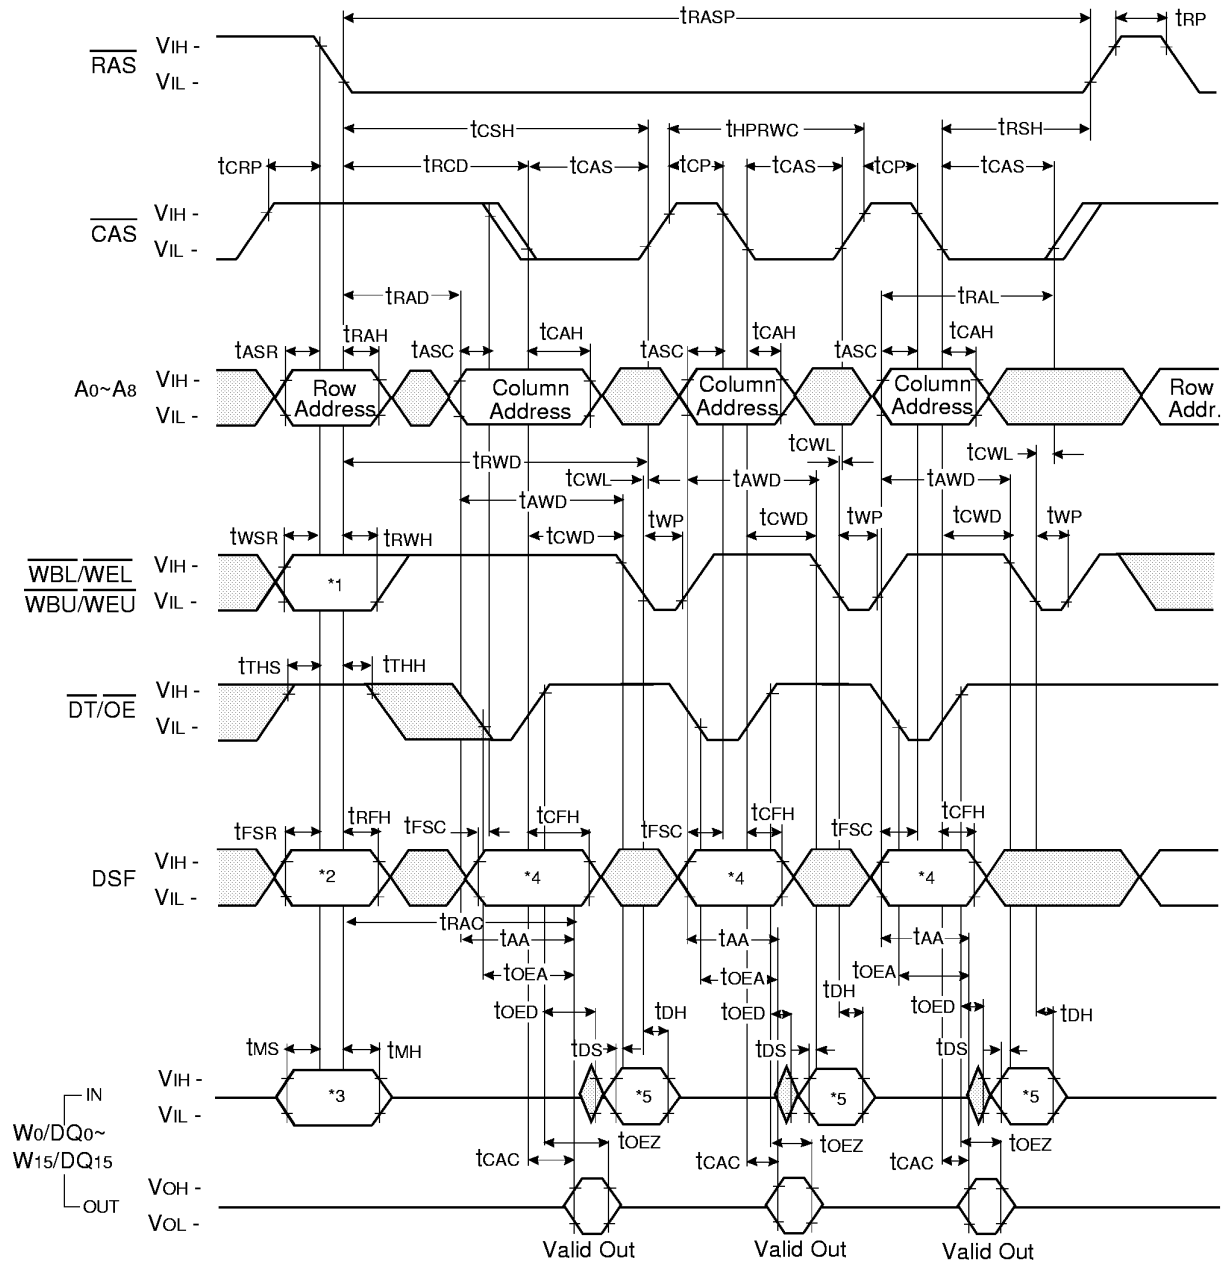 tRASP tRP
RAS VIH -
VIL -
tCSH tHPRWC tRSH
tCRP tRCD tCAS tCP tCAS tCP tCAS
CAS VIH -
VIL -
tRAD tRAL
tASR tRAH tASC tCAH tASC tCAH tASC tCAH
A0~A8 VIH -
VIL -
Row Address
Column Address
Column Address
Column Address
Row Addr.
tRWD tCWL tCWL tCWL
tAWD tAWD tAWD
tWSR tRWH tCWD tWP tCWD tWP tCWD tWP
WBL/WEL VIH -
WBU/WEU VIL -
*1
tTHS tTHH
DT/OE VIH -
VIL -
tFSR tRFH tFSC tCFH tFSC tCFH tFSC tCFH
DSF VIH -
VIL -
*2 *4 *4 *4
tRAC
tAA tAA tAA
tOEA tOEA tOEA
tOED tDH tOED tDH tOED tDH
tMS tMH tDS tDS tDS
VIH -
IN
VIL -
*3 *5 *5 *5
W0/DQ0~
W15/DQ15
tOEZ tOEZ tOEZ
tCAC tCAC tCAC
VOH -
OUT
VOL -
Valid Out Valid Out Valid Out